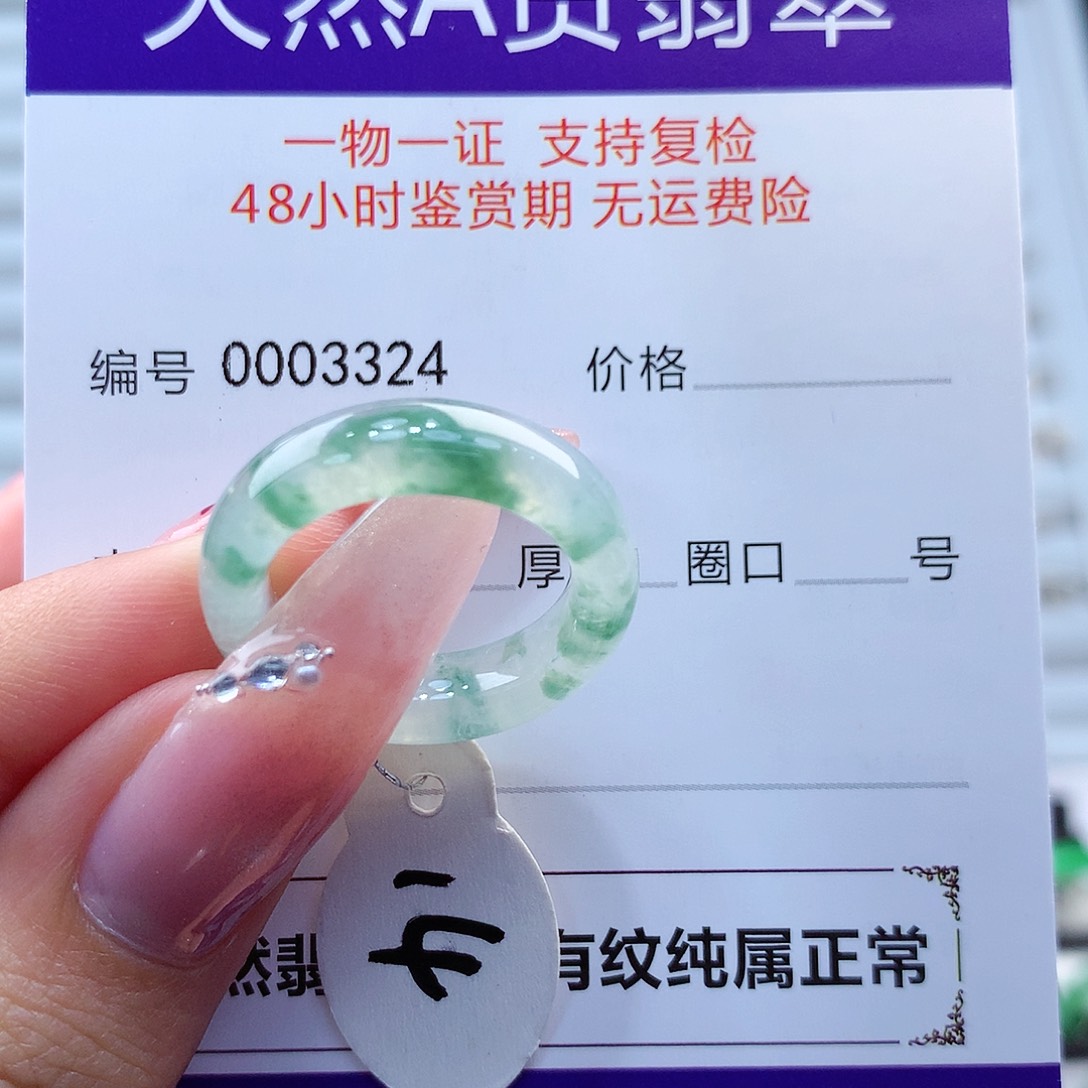 天然A货翡翠
一物一证 支持复检
48小时鉴赏期 无运费险
编号 0003324 价格
厚 圈口 号
然翡 有纹纯属正常